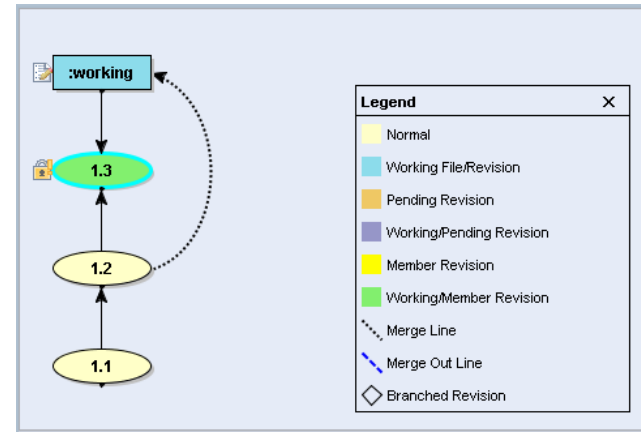 :working
1.3
1.2
1.1
Legend
Normal
Working File/Revision
Pending Revision
Working/Pending Revision
Member Revision
Working/Member Revision
Merge Line
Merge Out Line
Branched Revision